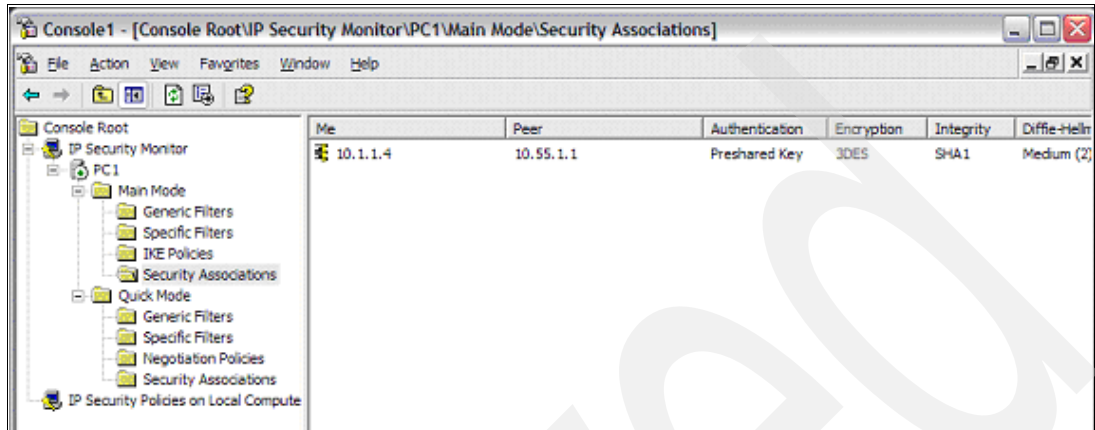 Console1 - [Console Root\IP Security Monitor\PC1\Main Mode\Security Associations]
File Action View Favorites Window Help
Console Root
IP Security Monitor
PC1
Main Mode
Generic Filters
Specific Filters
IKE Policies
Security Associations
Quick Mode
Generic Filters
Specific Filters
Negotiation Policies
Security Associations
IP Security Policies on Local Compute
Me Peer Authentication Encryption Integrity Diffie-Hellm
10.1.1.4 10.55.1.1 Preshared Key 3DES SHA1 Medium (2)